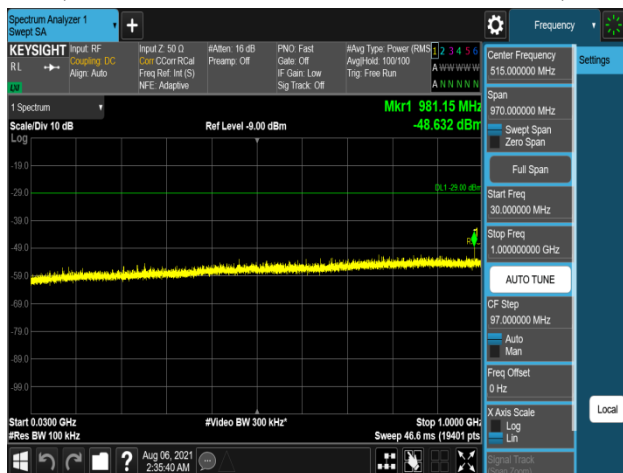 Spectrum Analyzer 1
Swept SA
+
Frequency
KEYSIGHT
RL
LXI
Input: RF
Coupling: DC
Align: Auto
Input Z: 50 Ω
Corr CCorr RCal
Freq Ref: Int (S)
NFE: Adaptive
#Atten: 16 dB
Preamp: Off
PNO: Fast
Gate: Off
IF Gain: Low
Sig Track: Off
#Avg Type: Power (RMS
Avg|Hold: 100/100
Trig: Free Run
1 2 3 4 5 6
A W W W W W
A N N N N N
1 Spectrum
Scale/Div 10 dB
Log
Ref Level -9.00 dBm
Mkr1 981.15 MHz
-48.632 dBm
DL1 -29.00 dBm
1
-19.0
-29.0
-39.0
-49.0
-59.0
-69.0
-79.0
-89.0
-99.0
Start 0.0300 GHz
#Res BW 100 kHz
#Video BW 300 kHz*
Stop 1.0000 GHz
Sweep 46.6 ms (19401 pts
?
Aug 06, 2021
2:35:40 AM
Center Frequency
515.000000 MHz
Span
970.000000 MHz
Swept Span
Zero Span
Full Span
Start Freq
30.000000 MHz
Stop Freq
1.000000000 GHz
AUTO TUNE
CF Step
97.000000 MHz
Auto
Man
Freq Offset
0 Hz
X Axis Scale
Log
Lin
Signal Track
(Span Zoom)
Settings
Local